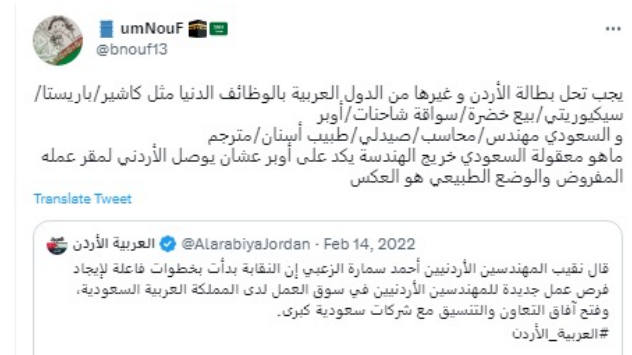 umNouF
@bnouf13
يجب تحل بطالة الأردن و غيرها من الدول العربية بالوظائف الدنيا مثل كاشير/باريستا/
سيكيوريتي/بيع خضرة/سواقة شاحنات/أوبر
و السعودي مهندس/محاسب/صيدلي/طبيب أسنان/مترجم
ماهو معقولة السعودي خريج الهندسة يكد على أوبر عشان يوصل الأردني لمقر عمله
المفروض والوضع الطبيعي هو العكس
Translate Tweet
العربية الأردن @AlarabiyaJordan · Feb 14, 2022
قال نقيب المهندسين الأردنيين أحمد سمارة الزعبي إن النقابة بدأت بخطوات فاعلة لإيجاد
فرص عمل جديدة للمهندسين الأردنيين في سوق العمل لدى المملكة العربية السعودية،
وفتح آفاق التعاون والتنسيق مع شركات سعودية كبرى.
#العربية_الأردن